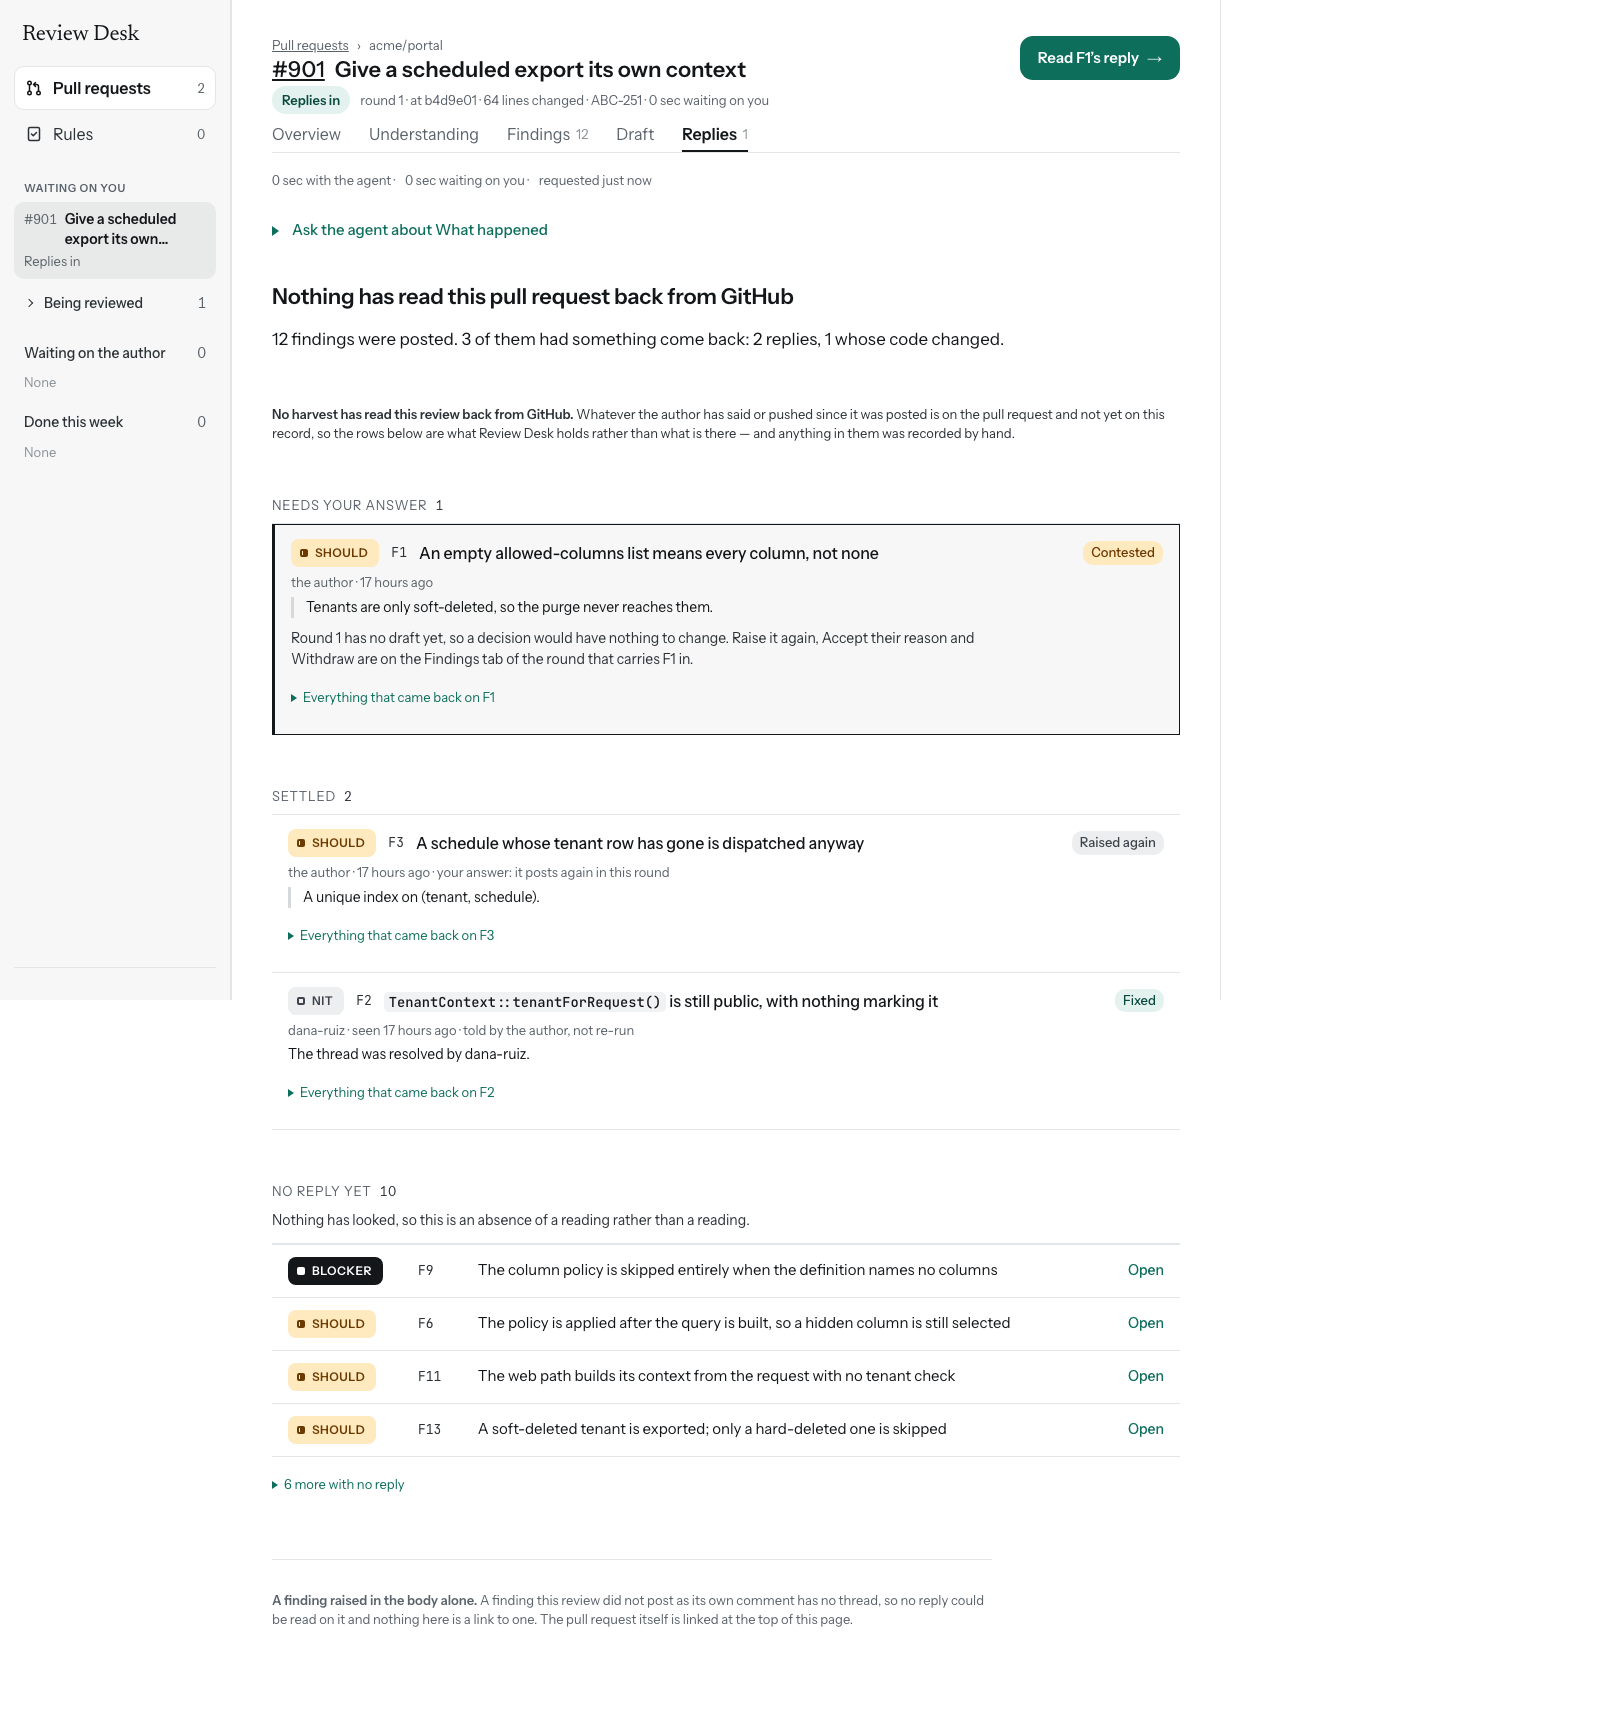 Review Desk
Pull requests 2
Rules 0
WAITING ON YOU
#901 Give a scheduled
export its own...
Replies in
Being reviewed 1
Waiting on the author 0
None
Done this week 0
None
Pull requests › acme/portal
#901 Give a scheduled export its own context
Read F1's reply →
Replies in round 1 · at b4d9e01 · 64 lines changed · ABC-251 · 0 sec waiting on you
Overview Understanding Findings 12 Draft Replies 1
0 sec with the agent · 0 sec waiting on you · requested just now
Ask the agent about What happened
Nothing has read this pull request back from GitHub
12 findings were posted. 3 of them had something come back: 2 replies, 1 whose code changed.
No harvest has read this review back from GitHub. Whatever the author has said or pushed since it was posted is on the pull request and not yet on this
record, so the rows below are what Review Desk holds rather than what is there — and anything in them was recorded by hand.
NEEDS YOUR ANSWER 1
SHOULD F1 An empty allowed-columns list means every column, not none Contested
the author · 17 hours ago
Tenants are only soft-deleted, so the purge never reaches them.
Round 1 has no draft yet, so a decision would have nothing to change. Raise it again, Accept their reason and
Withdraw are on the Findings tab of the round that carries F1 in.
Everything that came back on F1
SETTLED 2
SHOULD F3 A schedule whose tenant row has gone is dispatched anyway Raised again
the author · 17 hours ago · your answer: it posts again in this round
A unique index on (tenant, schedule).
Everything that came back on F3
NIT F2 TenantContext::tenantForRequest() is still public, with nothing marking it Fixed
dana-ruiz · seen 17 hours ago · told by the author, not re-run
The thread was resolved by dana-ruiz.
Everything that came back on F2
NO REPLY YET 10
Nothing has looked, so this is an absence of a reading rather than a reading.
BLOCKER F9 The column policy is skipped entirely when the definition names no columns Open
SHOULD F6 The policy is applied after the query is built, so a hidden column is still selected Open
SHOULD F11 The web path builds its context from the request with no tenant check Open
SHOULD F13 A soft-deleted tenant is exported; only a hard-deleted one is skipped Open
6 more with no reply
A finding raised in the body alone. A finding this review did not post as its own comment has no thread, so no reply could
be read on it and nothing here is a link to one. The pull request itself is linked at the top of this page.